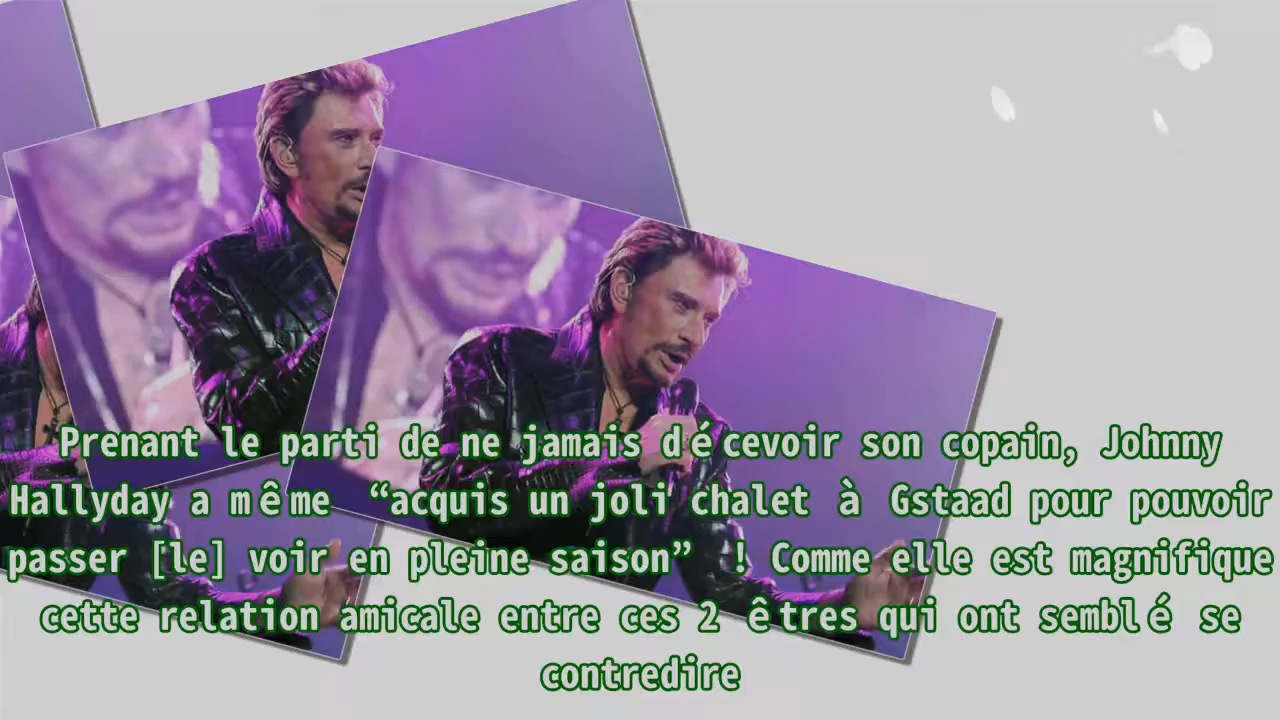 Prenant le parti de ne jamais décevoir son copain, Johnny
Hallyday a même “acquis un joli chalet à Gstaad pour pouvoir
passer [le] voir en pleine saison” ! Comme elle est magnifique
cette relation amicale entre ces 2 êtres qui ont semblé se
contredire